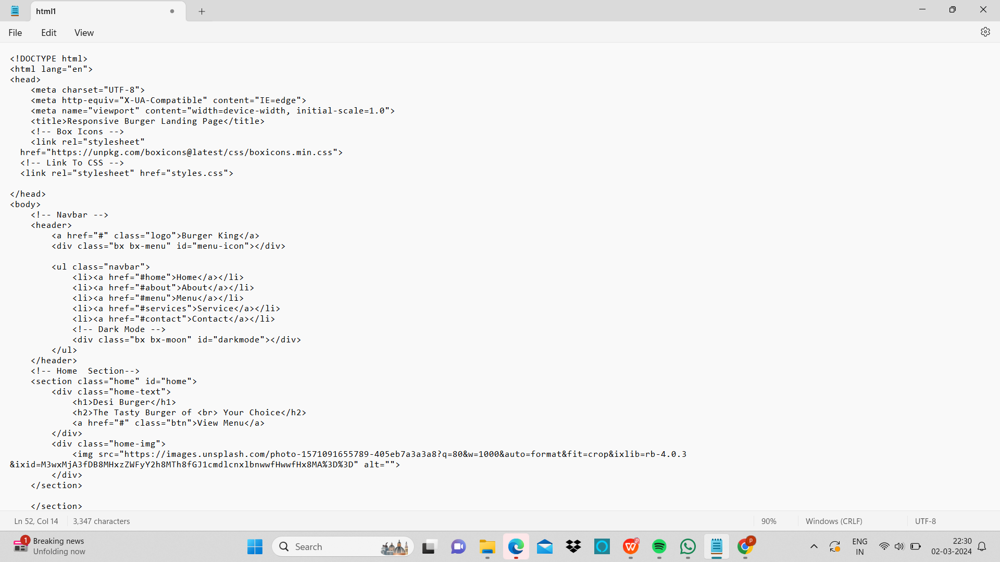 html1
File Edit View
<!DOCTYPE html>
<html lang="en">
<head>
    <meta charset="UTF-8">
    <meta http-equiv="X-UA-Compatible" content="IE=edge">
    <meta name="viewport" content="width=device-width, initial-scale=1.0">
    <title>Responsive Burger Landing Page</title>
    <!-- Box Icons -->
    <link rel="stylesheet"
  href="https://unpkg.com/boxicons@latest/css/boxicons.min.css">
  <!-- Link To CSS -->
  <link rel="stylesheet" href="styles.css">
</head>
<body>
    <!-- Navbar -->
    <header>
        <a href="#" class="logo">Burger King</a>
        <div class="bx bx-menu" id="menu-icon"></div>
        <ul class="navbar">
            <li><a href="#home">Home</a></li>
            <li><a href="#about">About</a></li>
            <li><a href="#menu">Menu</a></li>
            <li><a href="#services">Service</a></li>
            <li><a href="#contact">Contact</a></li>
            <!-- Dark Mode -->
            <div class="bx bx-moon" id="darkmode"></div>
        </ul>
    </header>
    <!-- Home  Section-->
    <section class="home" id="home">
        <div class="home-text">
            <h1>Desi Burger</h1>
            <h2>The Tasty Burger of <br> Your Choice</h2>
            <a href="#" class="btn">View Menu</a>
        </div>
        <div class="home-img">
            <img src="https://images.unsplash.com/photo-1571091655789-405eb7a3a3a8?q=80&w=1000&auto=format&fit=crop&ixlib=rb-4.0.3
&ixid=M3wxMjA3fDB8MHxzZWFyY2h8MTh8fGJ1cmdlcnxlbnwwfHwwfHx8MA%3D%3D" alt="">
        </div>
    </section>
    </section>
Ln 52, Col 14 3,347 characters 90% Windows (CRLF) UTF-8
1 Breaking news
Unfolding now
Search
ENG
IN
22:30
02-03-2024